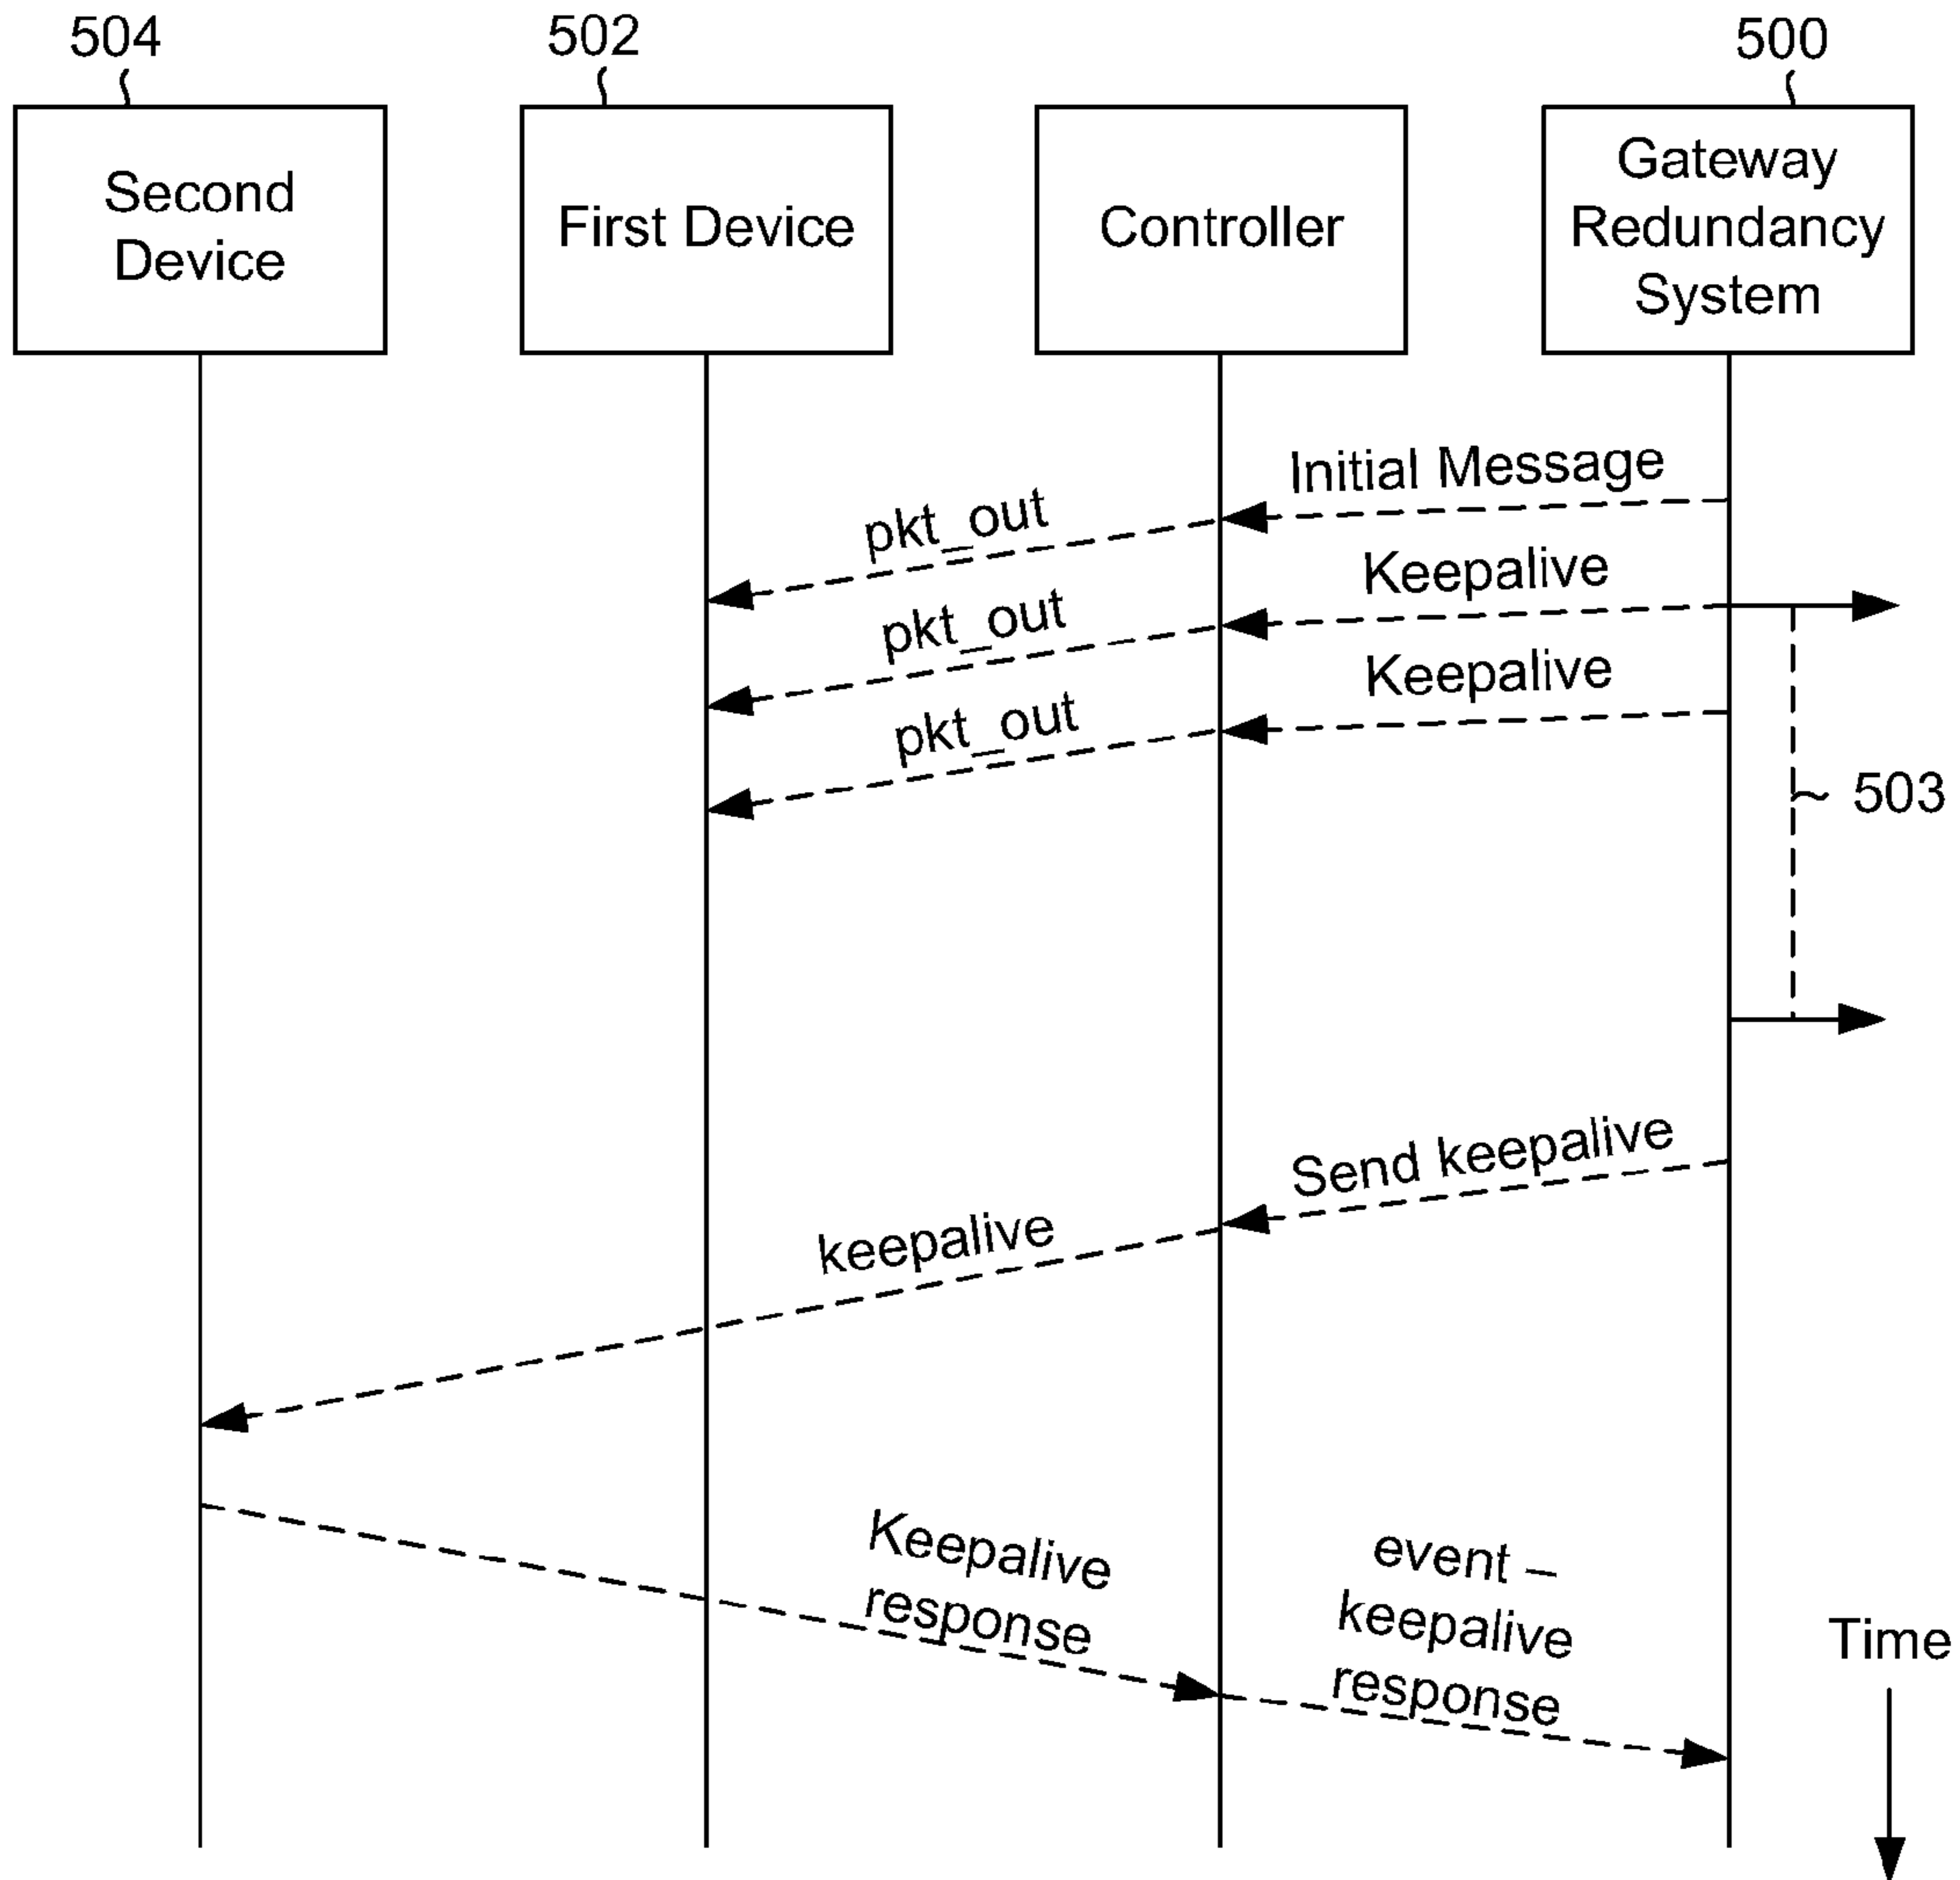 504
502
500
Second
Device
First Device
Controller
Gateway
Redundancy
System
Initial Message
pkt_out
Keepalive
pkt_out
Keepalive
pkt_out
503
Send keepalive
keepalive
Keepalive
response
event –
keepalive
response
Time